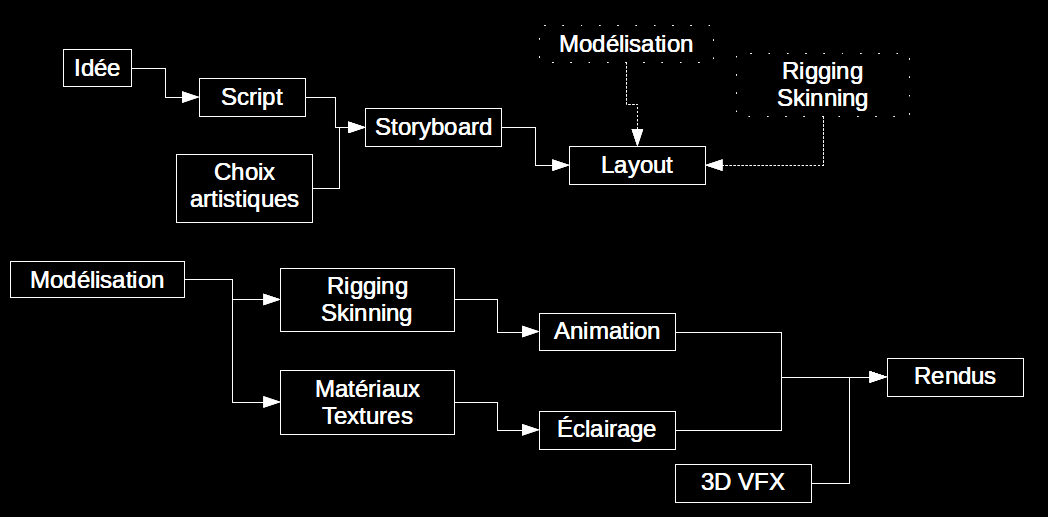 Idée
Script
Choix
artistiques
Storyboard
Modélisation
Rigging
Skinning
Layout
Modélisation
Rigging
Skinning
Matériaux
Textures
Animation
Éclairage
3D VFX
Rendus